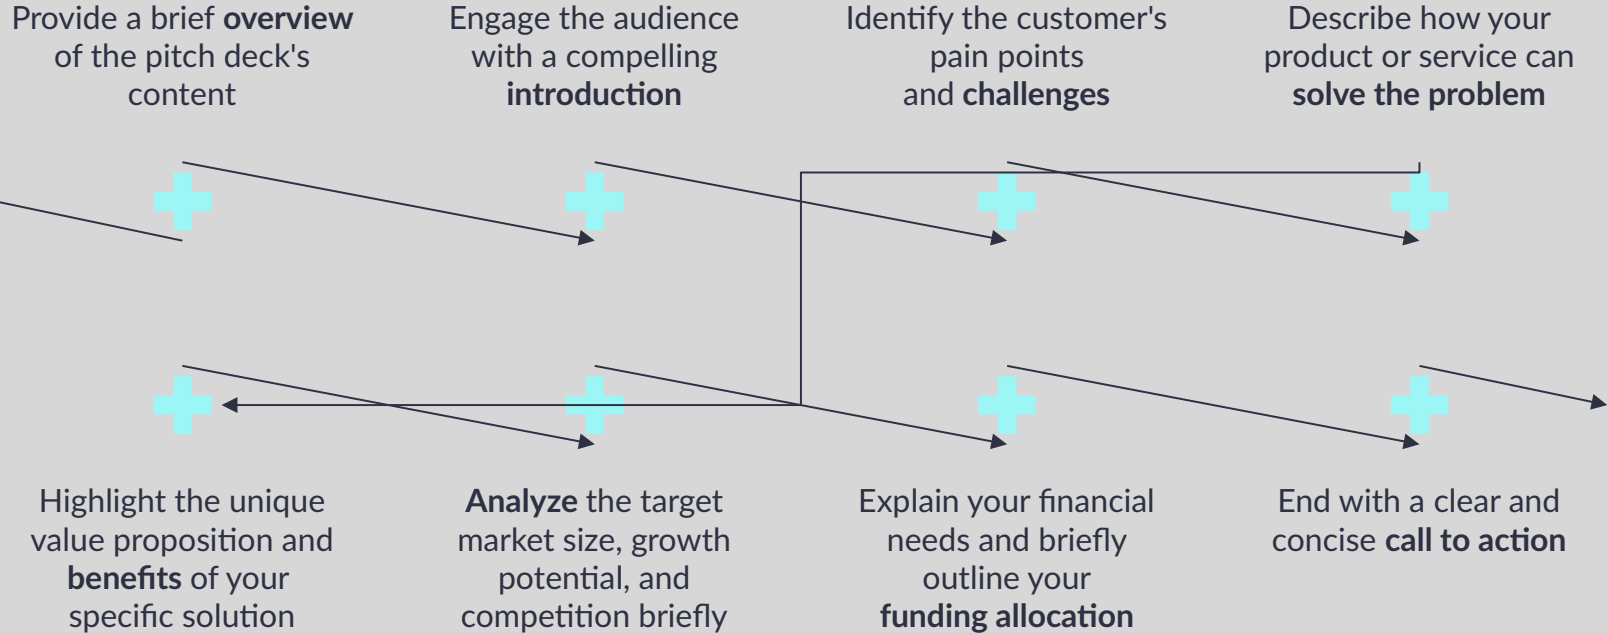 Provide a brief overview
of the pitch deck's
content
Engage the audience
with a compelling
introduction
Identify the customer's
pain points
and challenges
Describe how your
product or service can
solve the problem
Highlight the unique
value proposition and
benefits of your
specific solution
Analyze the target
market size, growth
potential, and
competition briefly
Explain your financial
needs and briefly
outline your
funding allocation
End with a clear and
concise call to action